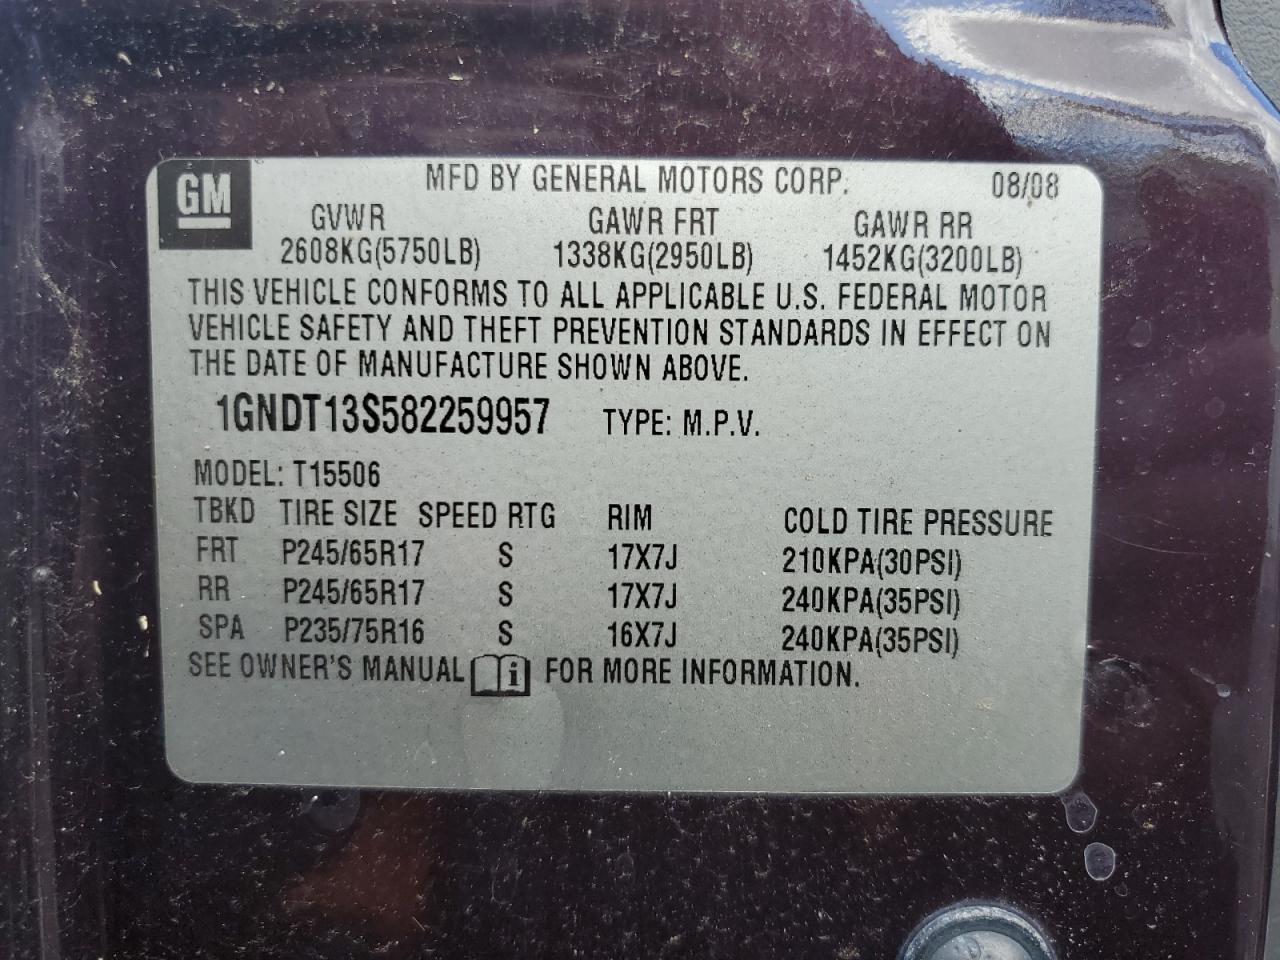 GM
MFD BY GENERAL MOTORS CORP. 08/08
GVWR GAWR FRT GAWR RR
2608KG(5750LB) 1338KG(2950LB) 1452KG(3200LB)
THIS VEHICLE CONFORMS TO ALL APPLICABLE U.S. FEDERAL MOTOR
VEHICLE SAFETY AND THEFT PREVENTION STANDARDS IN EFFECT ON
THE DATE OF MANUFACTURE SHOWN ABOVE.
1GNDT13S582259957 TYPE: M.P.V.
MODEL: T15506
TBKD TIRE SIZE SPEED RTG RIM COLD TIRE PRESSURE
FRT P245/65R17 S 17X7J 210KPA(30PSI)
RR P245/65R17 S 17X7J 240KPA(35PSI)
SPA P235/75R16 S 16X7J 240KPA(35PSI)
SEE OWNER'S MANUAL i FOR MORE INFORMATION.